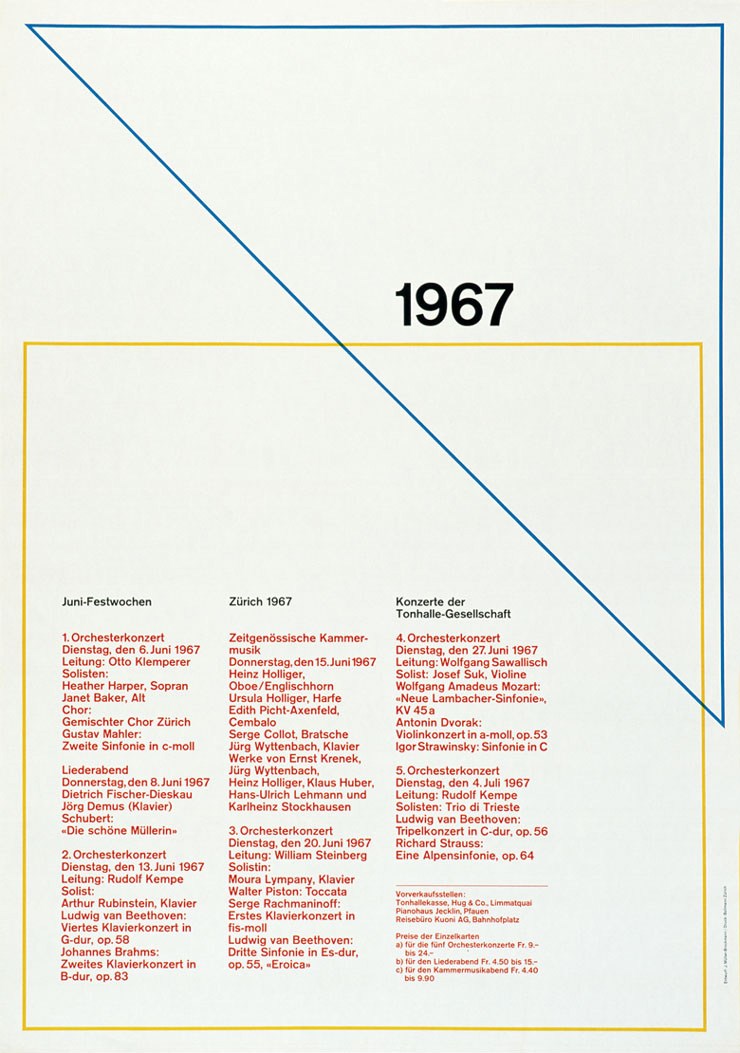 1967
Juni-Festwochen
1. Orchesterkonzert
Dienstag, den 6. Juni 1967
Leitung: Otto Klemperer
Solisten:
Heather Harper, Sopran
Janet Baker, Alt
Chor:
Gemischter Chor Zürich
Gustav Mahler:
Zweite Sinfonie in c-moll
Liederabend
Donnerstag, den 8. Juni 1967
Dietrich Fischer-Dieskau
Jörg Demus (Klavier)
Schubert:
«Die schöne Müllerin»
2. Orchesterkonzert
Dienstag, den 13. Juni 1967
Leitung: Rudolf Kempe
Solist:
Arthur Rubinstein, Klavier
Ludwig van Beethoven:
Viertes Klavierkonzert in
G-dur, op. 58
Johannes Brahms:
Zweites Klavierkonzert in
B-dur, op. 83
Zürich 1967
Zeitgenössische Kammer-
musik
Donnerstag, den 15. Juni 1967
Heinz Holliger,
Oboe/Englischhorn
Ursula Holliger, Harfe
Edith Picht-Axenfeld,
Cembalo
Serge Collot, Bratsche
Jürg Wyttenbach, Klavier
Werke von Ernst Krenek,
Jürg Wyttenbach,
Heinz Holliger, Klaus Huber,
Hans-Ulrich Lehmann und
Karlheinz Stockhausen
3. Orchesterkonzert
Dienstag, den 20. Juni 1967
Leitung: William Steinberg
Solistin:
Moura Lympany, Klavier
Walter Piston: Toccata
Serge Rachmaninoff:
Erstes Klavierkonzert in
fis-moll
Ludwig van Beethoven:
Dritte Sinfonie in Es-dur,
op. 55, «Eroica»
Konzerte der
Tonhalle-Gesellschaft
4. Orchesterkonzert
Dienstag, den 27. Juni 1967
Leitung: Wolfgang Sawallisch
Solist: Josef Suk, Violine
Wolfgang Amadeus Mozart:
«Neue Lambacher-Sinfonie»,
KV 45a
Antonin Dvorak:
Violinkonzert in a-moll, op. 53
Igor Strawinsky: Sinfonie in C
5. Orchesterkonzert
Dienstag, den 4. Juli 1967
Leitung: Rudolf Kempe
Solisten: Trio di Trieste
Ludwig van Beethoven:
Tripelkonzert in C-dur, op. 56
Richard Strauss:
Eine Alpensinfonie, op. 64
Vorverkaufsstellen:
Tonhallekasse, Hug & Co., Limmatquai
Pianohaus Jecklin, Pfauen
Reisebüro Kuoni AG, Bahnhofplatz
Preise der Einzelkarten
a) für die fünf Orchesterkonzerte Fr. 9.–
bis 24.–
b) für den Liederabend Fr. 4.50 bis 15.–
c) für den Kammermusikabend Fr. 4.40
bis 9.90